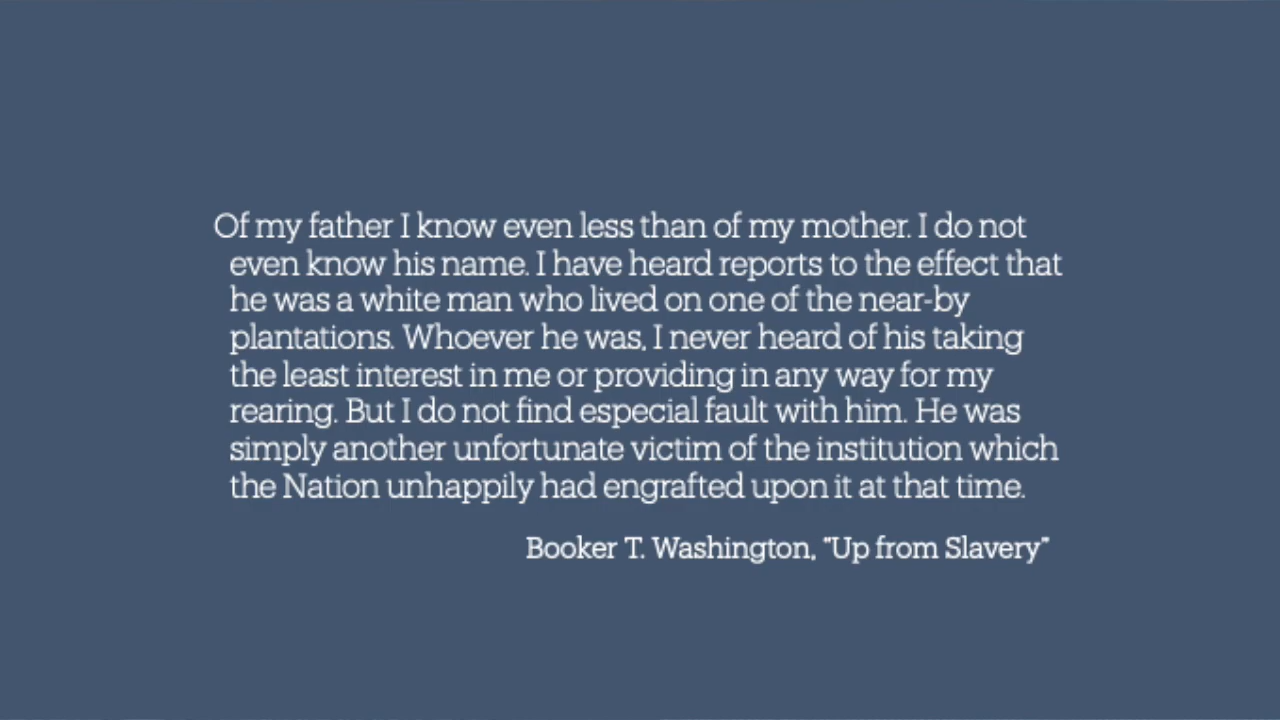 Of my father I know even less than of my mother. I do not
even know his name. I have heard reports to the effect that
he was a white man who lived on one of the near-by
plantations. Whoever he was, I never heard of his taking
the least interest in me or providing in any way for my
rearing. But I do not find especial fault with him. He was
simply another unfortunate victim of the institution which
the Nation unhappily had engrafted upon it at that time.
Booker T. Washington, "Up from Slavery"